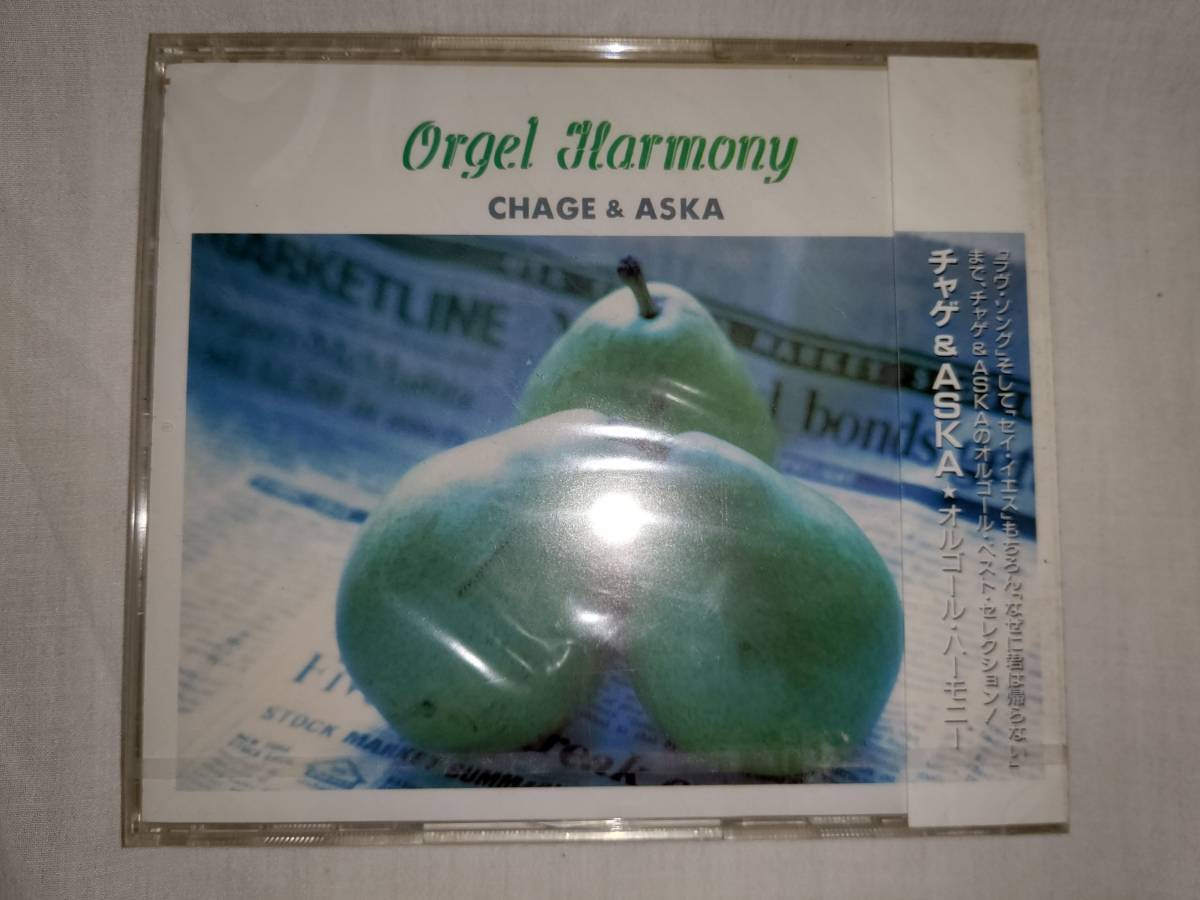 Orgel Harmony
CHAGE & ASKA
MARKETLINE
bonds
STOCK MARKET SUMM
「ラヴ・ソング」そして、「セイ・イエス」もちろん「なぜに君は帰らない」
まで、チャゲ&ASKAのオルゴール・ベスト・セレクション！
チャゲ&ASKA★オルゴール・ハーモニー